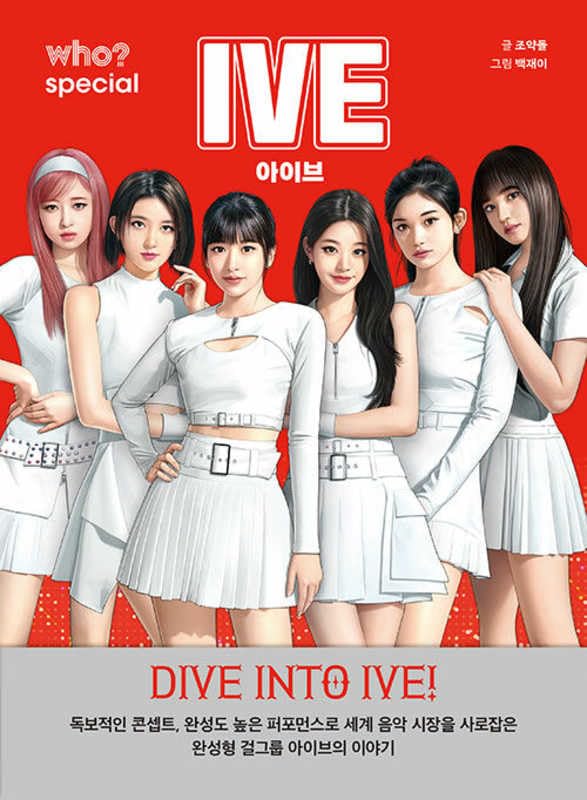 who?
special
IVE
아이브
글 조약돌
그림 백재이
DIVE INTO IVE!
독보적인 콘셉트, 완성도 높은 퍼포먼스로 세계 음악 시장을 사로잡은
완성형 걸그룹 아이브의 이야기